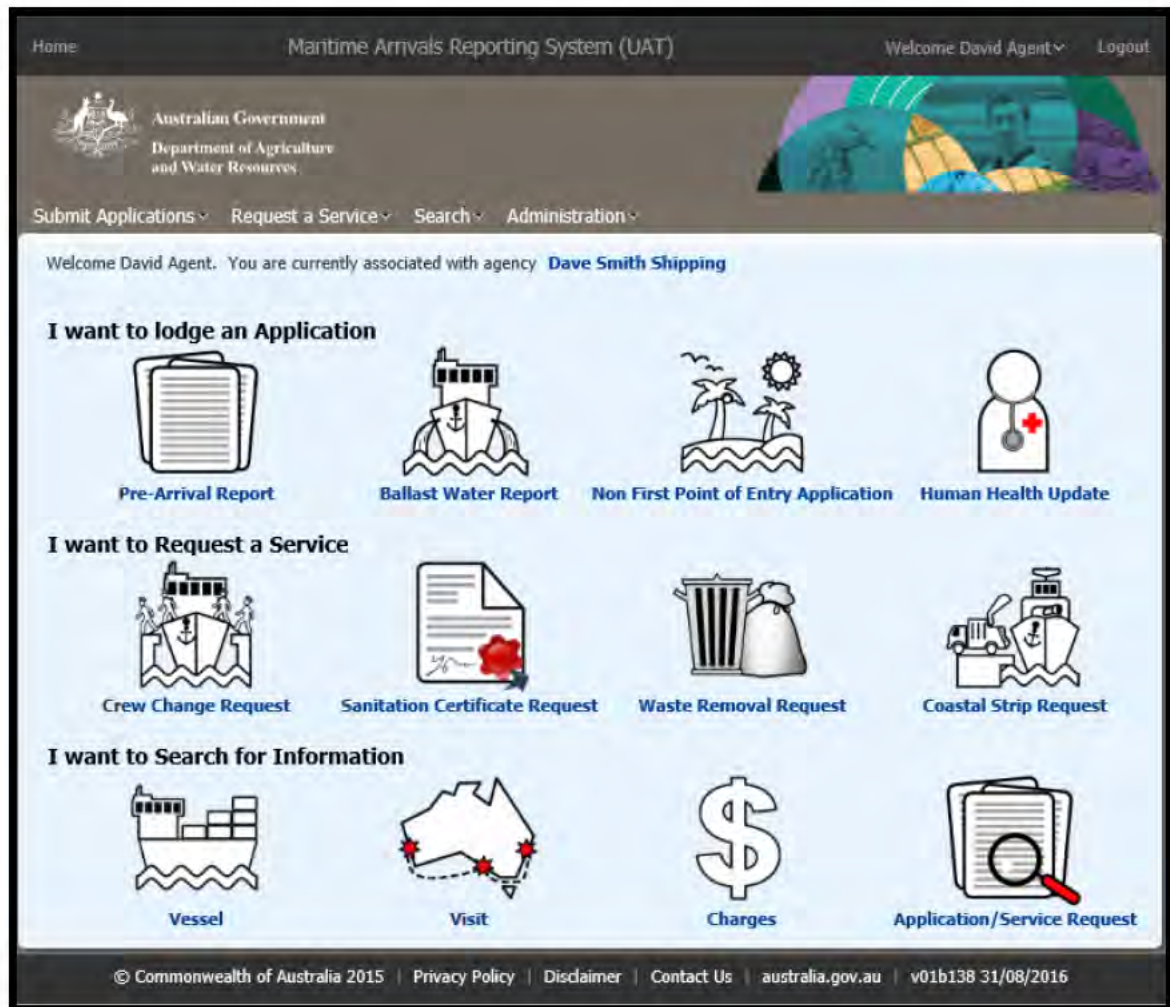 Home Maritime Arrivals Reporting System (UAT) Welcome David Agent Logout
Australian Government
Department of Agriculture
and Water Resources
Submit Applications Request a Service Search Administration
Welcome David Agent. You are currently associated with agency Dave Smith Shipping
I want to lodge an Application
Pre-Arrival Report Ballast Water Report Non First Point of Entry Application Human Health Update
I want to Request a Service
Crew Change Request Sanitation Certificate Request Waste Removal Request Coastal Strip Request
I want to Search for Information
Vessel Visit Charges Application/Service Request
© Commonwealth of Australia 2015 | Privacy Policy | Disclaimer | Contact Us | australia.gov.au | v01b138 31/08/2016